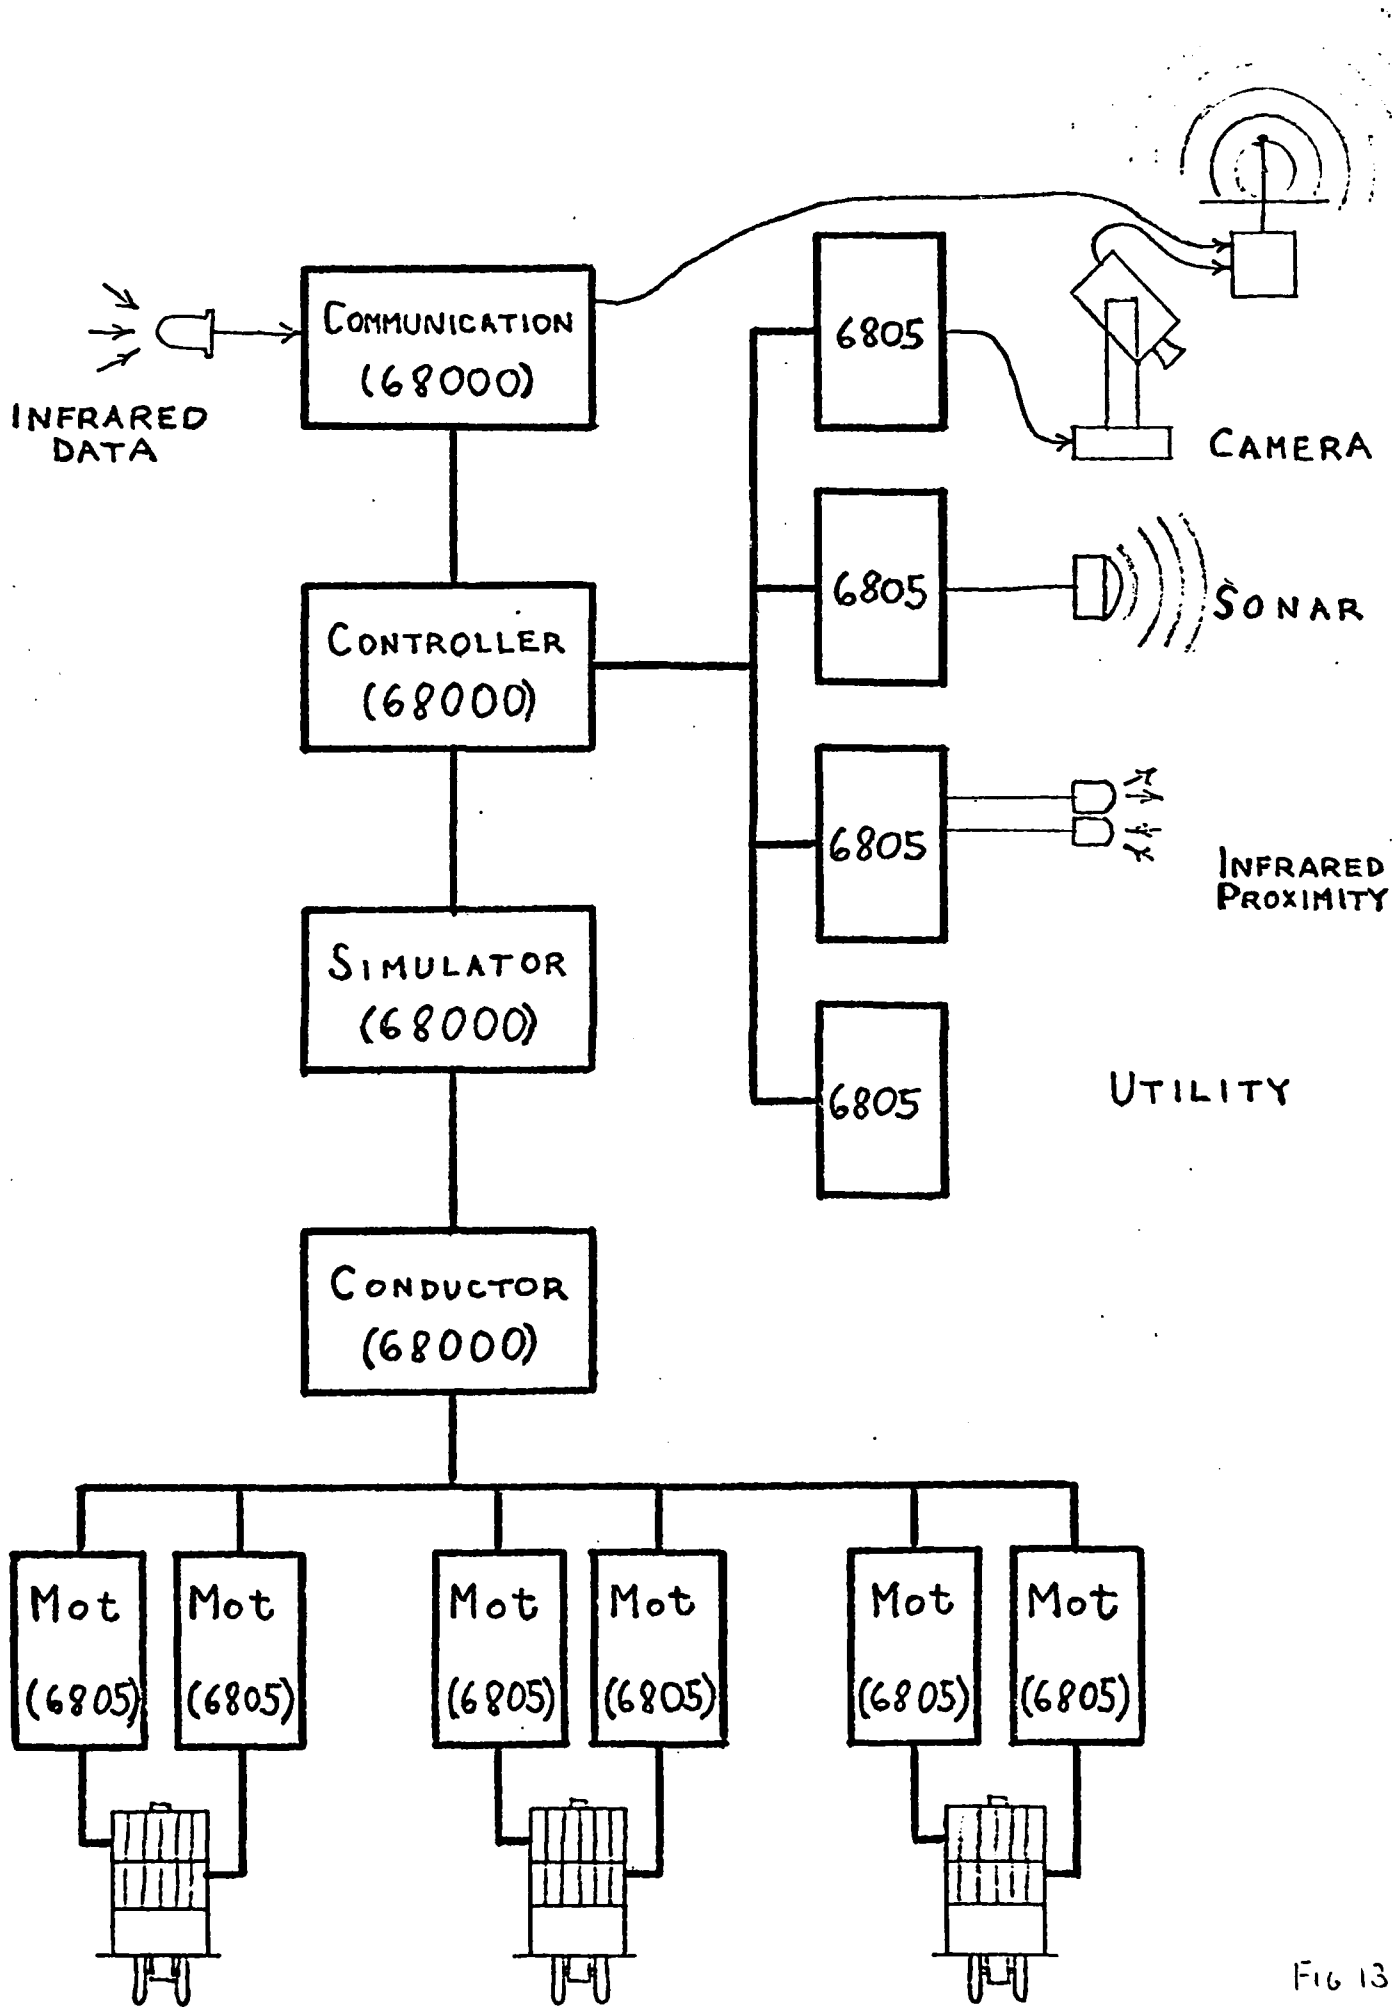 COMMUNICATION
(68000)
INFRARED
DATA
6805
CAMERA
6805
SONAR
CONTROLLER
(68000)
6805
INFRARED
PROXIMITY
SIMULATOR
(68000)
6805
UTILITY
CONDUCTOR
(68000)
Mot
(6805)
Mot
(6805)
Mot
(6805)
Mot
(6805)
Mot
(6805)
Mot
(6805)
FIG 13